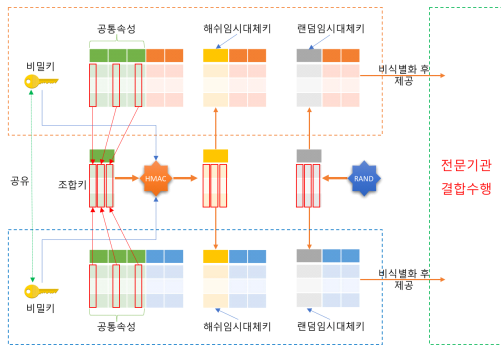 공통속성
해쉬임시대체키
랜덤임시대체키
비밀키
비식별화 후
제공
공유
조합키
HMAC
RAND
전문기관
결합수행
비밀키
비식별화 후
제공
공통속성
해쉬임시대체키
랜덤임시대체키